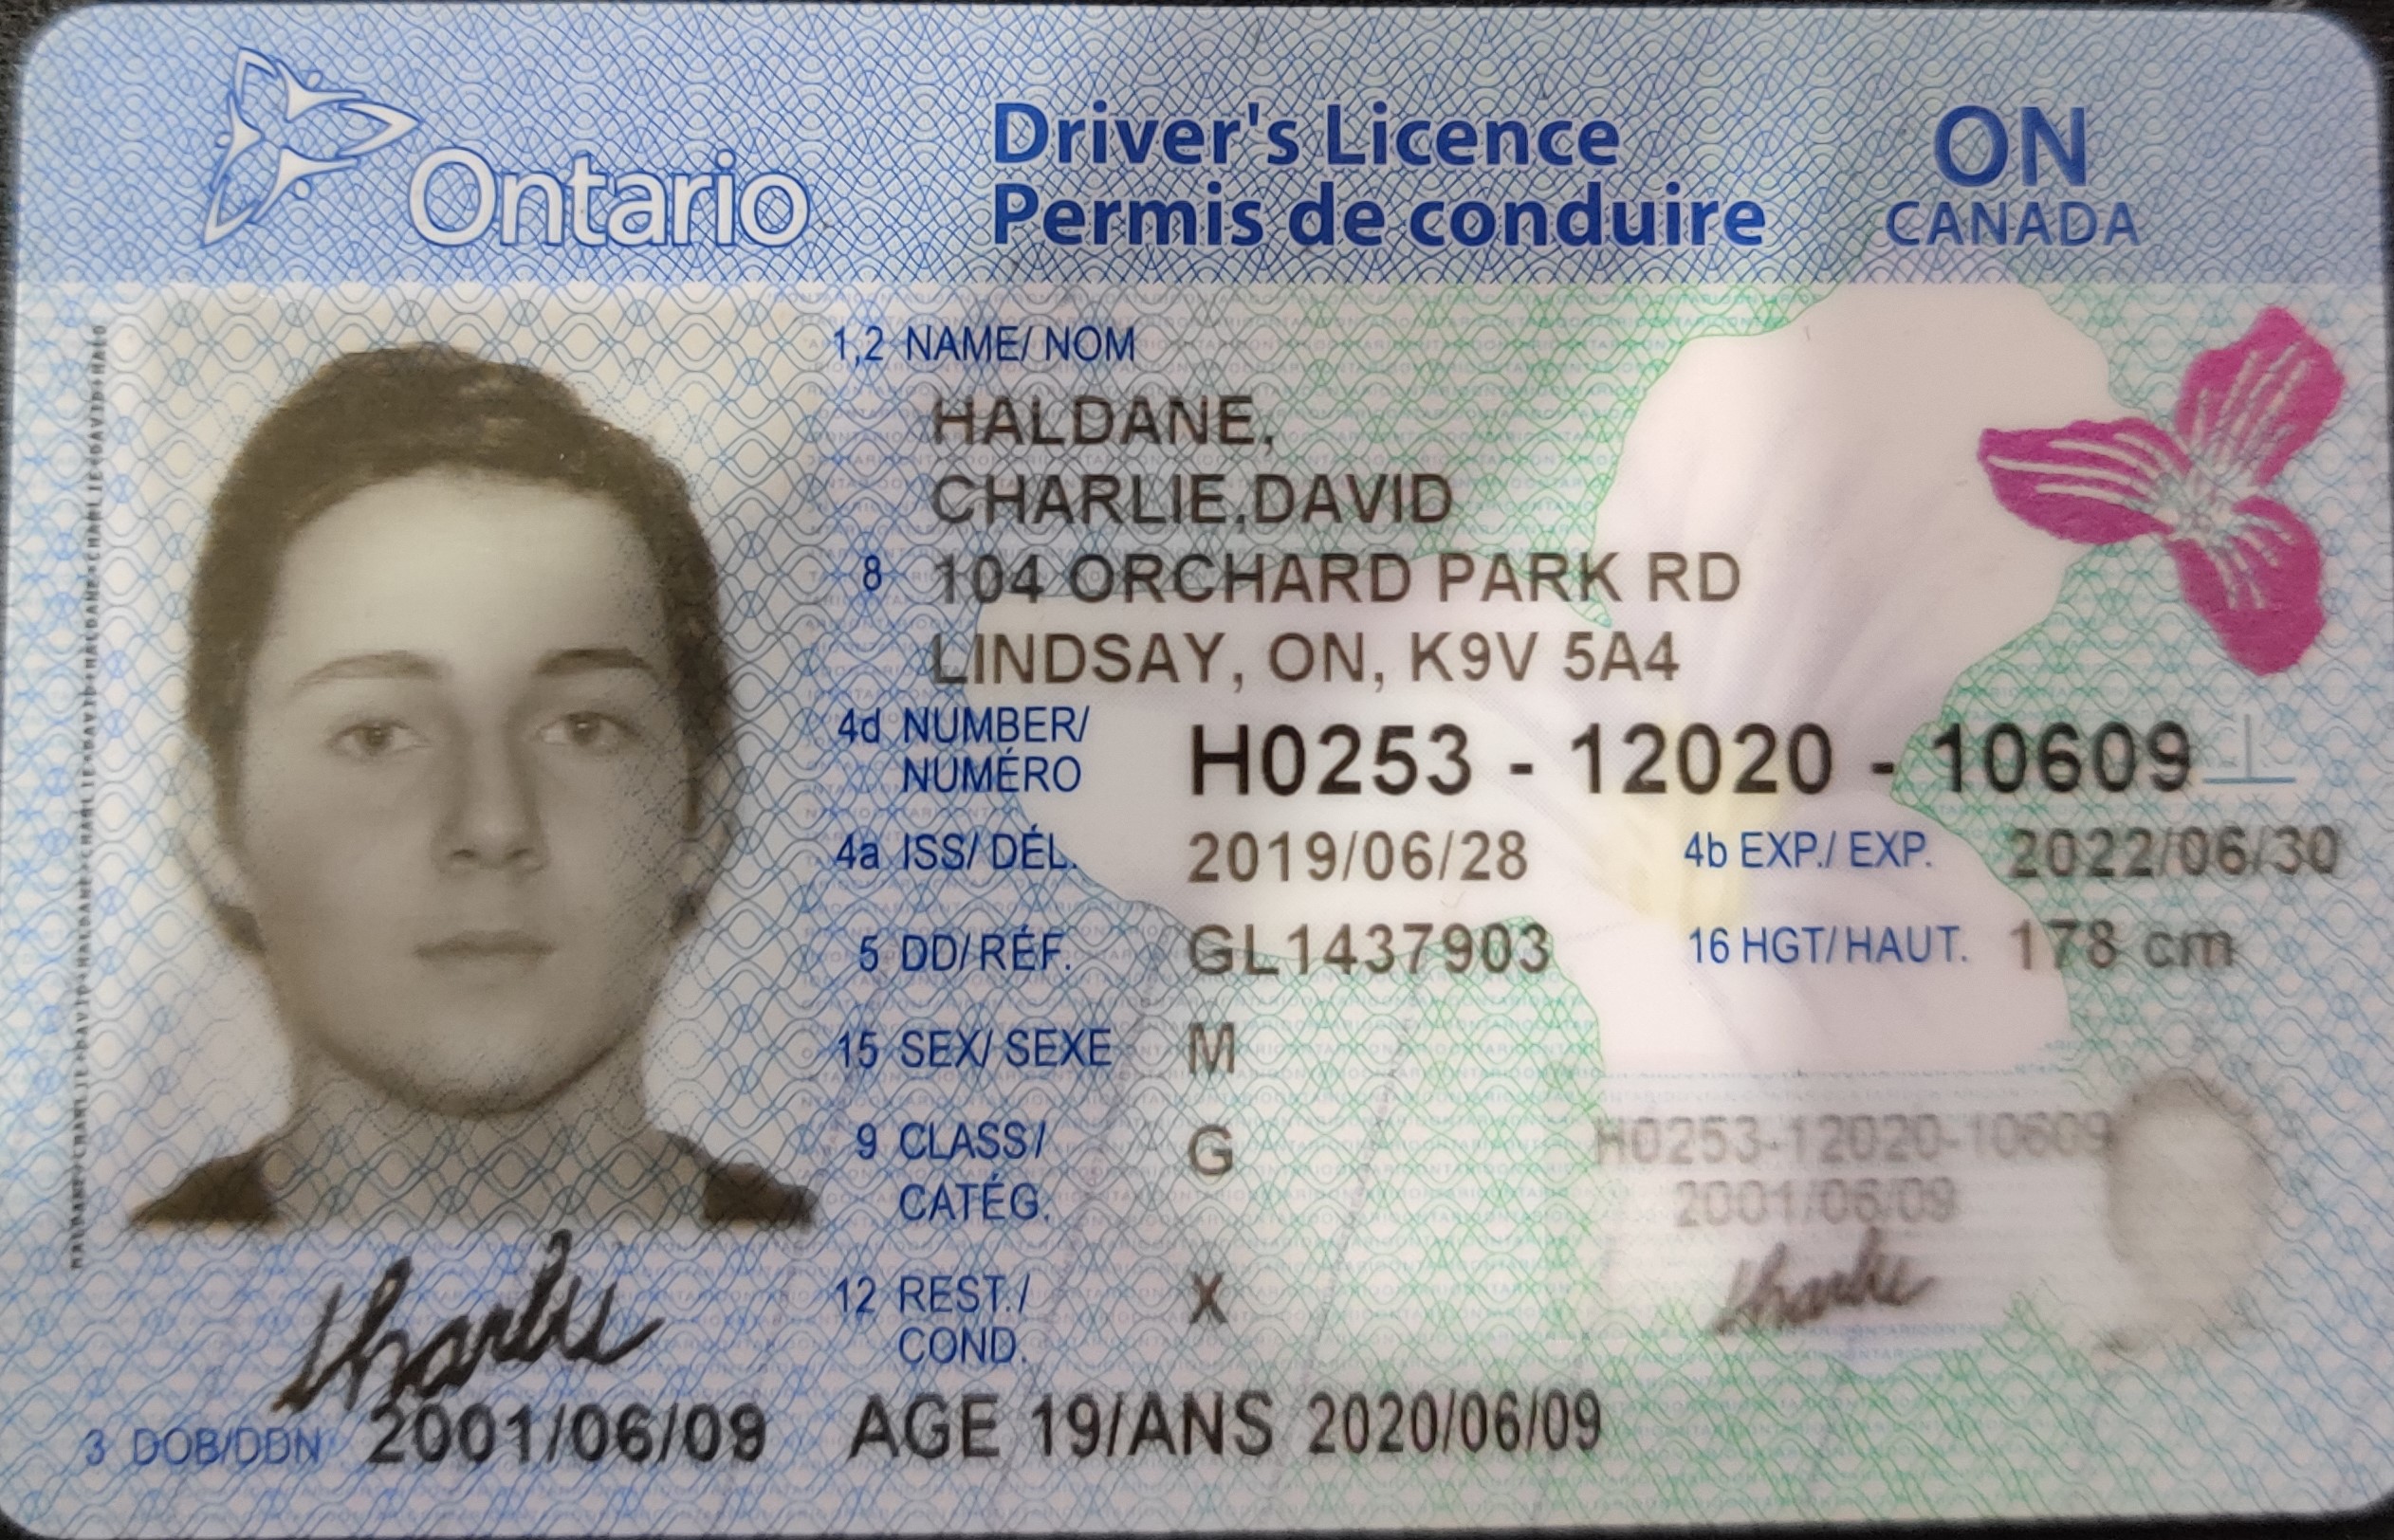 Ontario
Driver's Licence
Permis de conduire
ON
CANADA
1,2 NAME/ NOM
HALDANE,
CHARLIE,DAVID
8 104 ORCHARD PARK RD
LINDSAY, ON, K9V 5A4
4d NUMBER/
NUMÉRO
H0253 - 12020 - 10609
4a ISS/ DÉL. 2019/06/28 4b EXP./ EXP. 2022/06/30
5 DD/RÉF. GL1437903 16 HGT/HAUT. 178 cm
15 SEX/ SEXE M
9 CLASS/ G
CATÉG.
12 REST./ X
COND.
H0253-12020-10609
2001/06/09
Charlie
Charlie
3 DOB/DDN 2001/06/09 AGE 19/ANS 2020/06/09